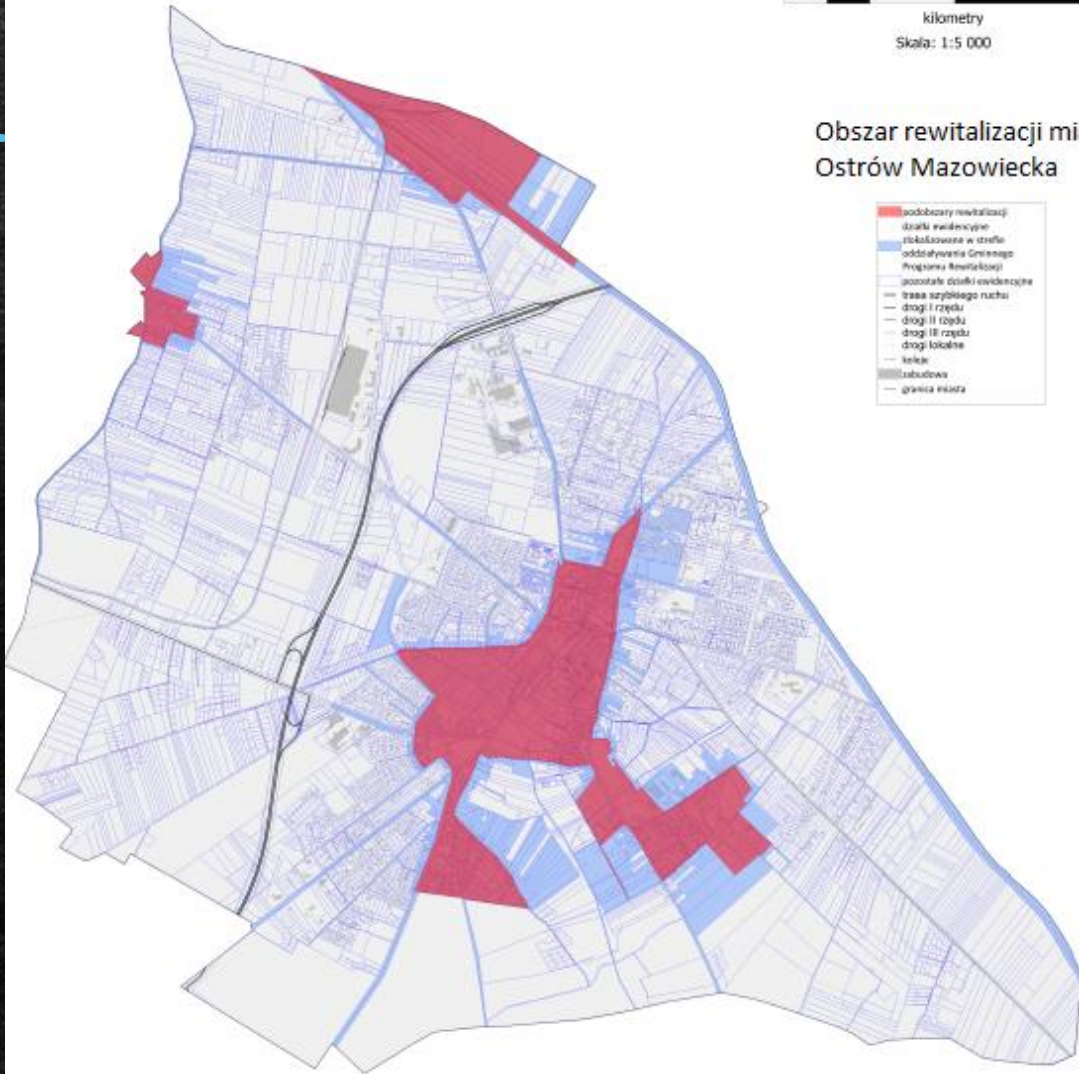 kilometry
Skala: 1:5 000
Obszar rewitalizacji mi
Ostrów Mazowiecka
podobszary rewitalizacji
działki ewidencyjne
zlokalizowane w strefie
oddziaływania Gminnego
Programu Rewitalizacji
pozostałe działki ewidencyjne
trasa szybkiego ruchu
drogi I rzędu
drogi II rzędu
drogi III rzędu
drogi lokalne
koleje
zabudowa
granica miasta